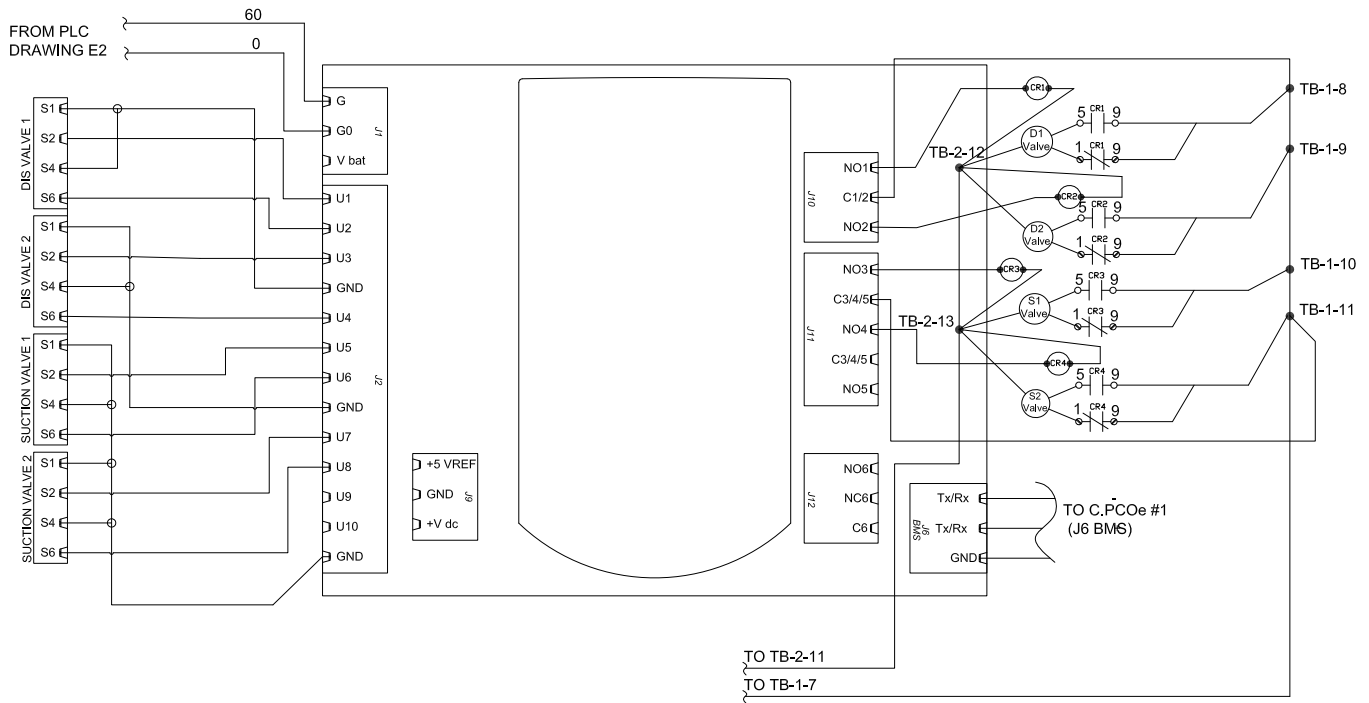 60
FROM PLC
DRAWING E2
0
DIS VALVE 1
S1
S2
S4
S6
DIS VALVE 2
S1
S2
S4
S6
SUCTION VALVE 1
S1
S2
S4
S6
SUCTION VALVE 2
S1
S2
S4
S6
G
G0
V bat
J1
U1
U2
U3
GND
U4
U5
U6
GND
U7
U8
U9
U10
GND
J2
+5 VREF
GND
+V dc
J9
NO1
C1/2
NO2
J10
NO3
C3/4/5
NO4
C3/4/5
NO5
J11
NO6
NC6
C6
J12
Tx/Rx
Tx/Rx
GND
J6
BMS
TO C.PCOe #1
(J6 BMS)
TB-2-12
TB-2-13
CR1
D1
Valve
5 CR1 9
1 CR1 9
CR2
D2
Valve
5 CR2 9
1 CR2 9
CR3
S1
Valve
5 CR3 9
1 CR3 9
CR4
S2
Valve
5 CR4 9
1 CR4 9
TB-1-8
TB-1-9
TB-1-10
TB-1-11
TO TB-2-11
TO TB-1-7